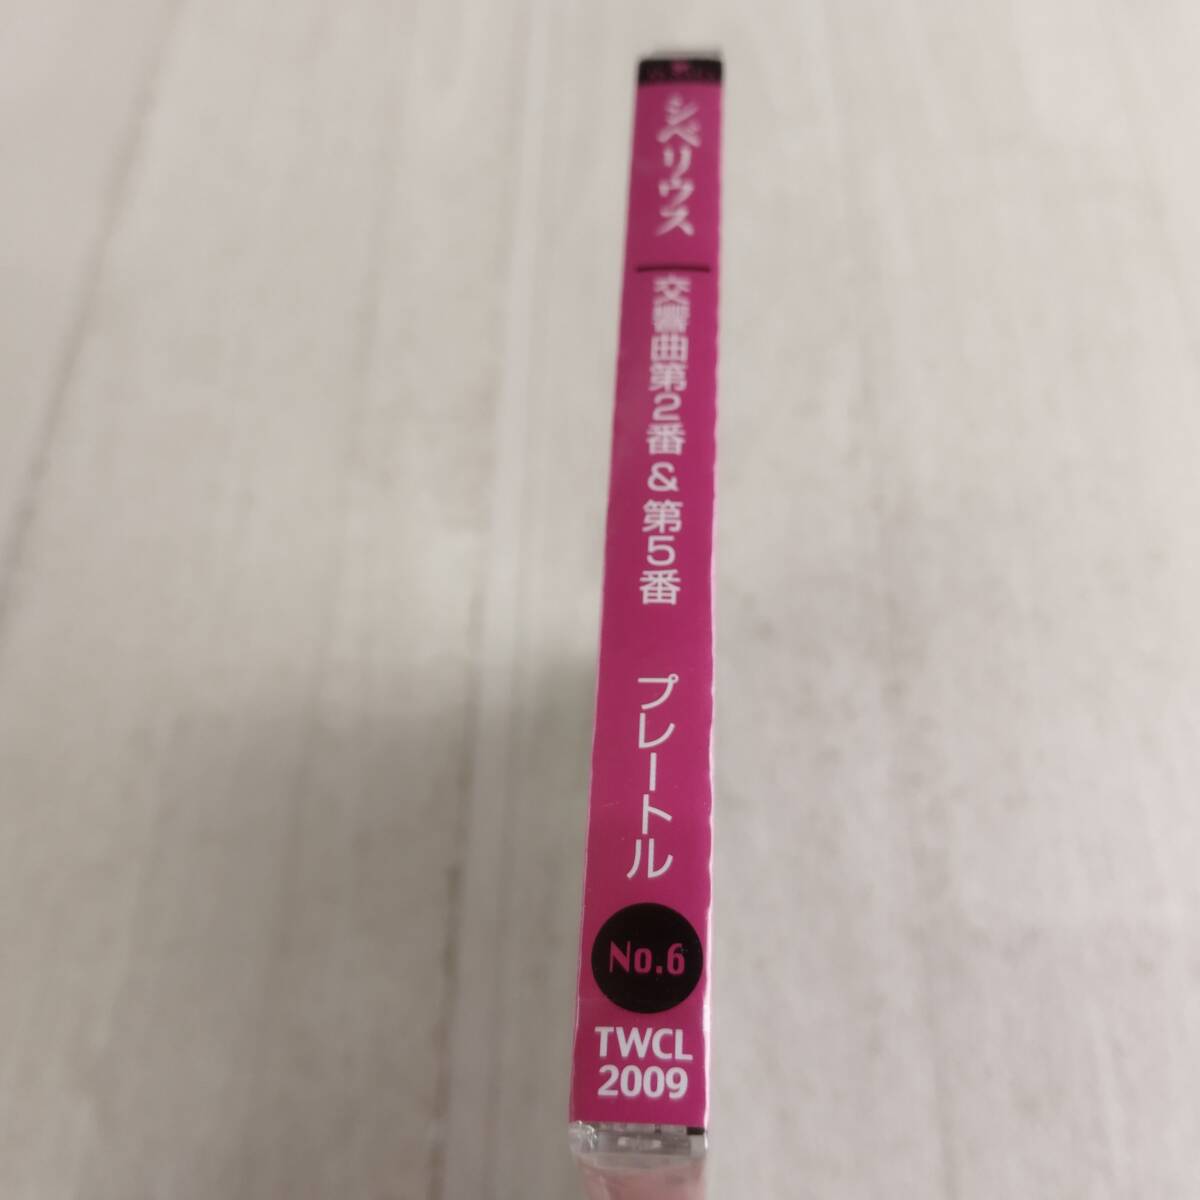 シベリウス
交響曲第2番 & 第5番
プレートル
No.6
TWCL
2009